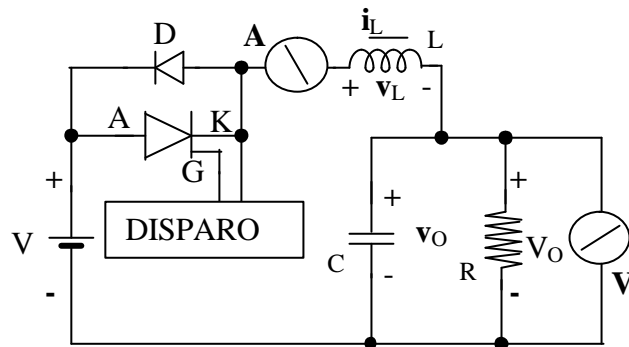 D
A
i_L
L
+ v_L -
A
K
G
+
V
-
DISPARO
+
v_O
C
-
+
R
V_O
-
V